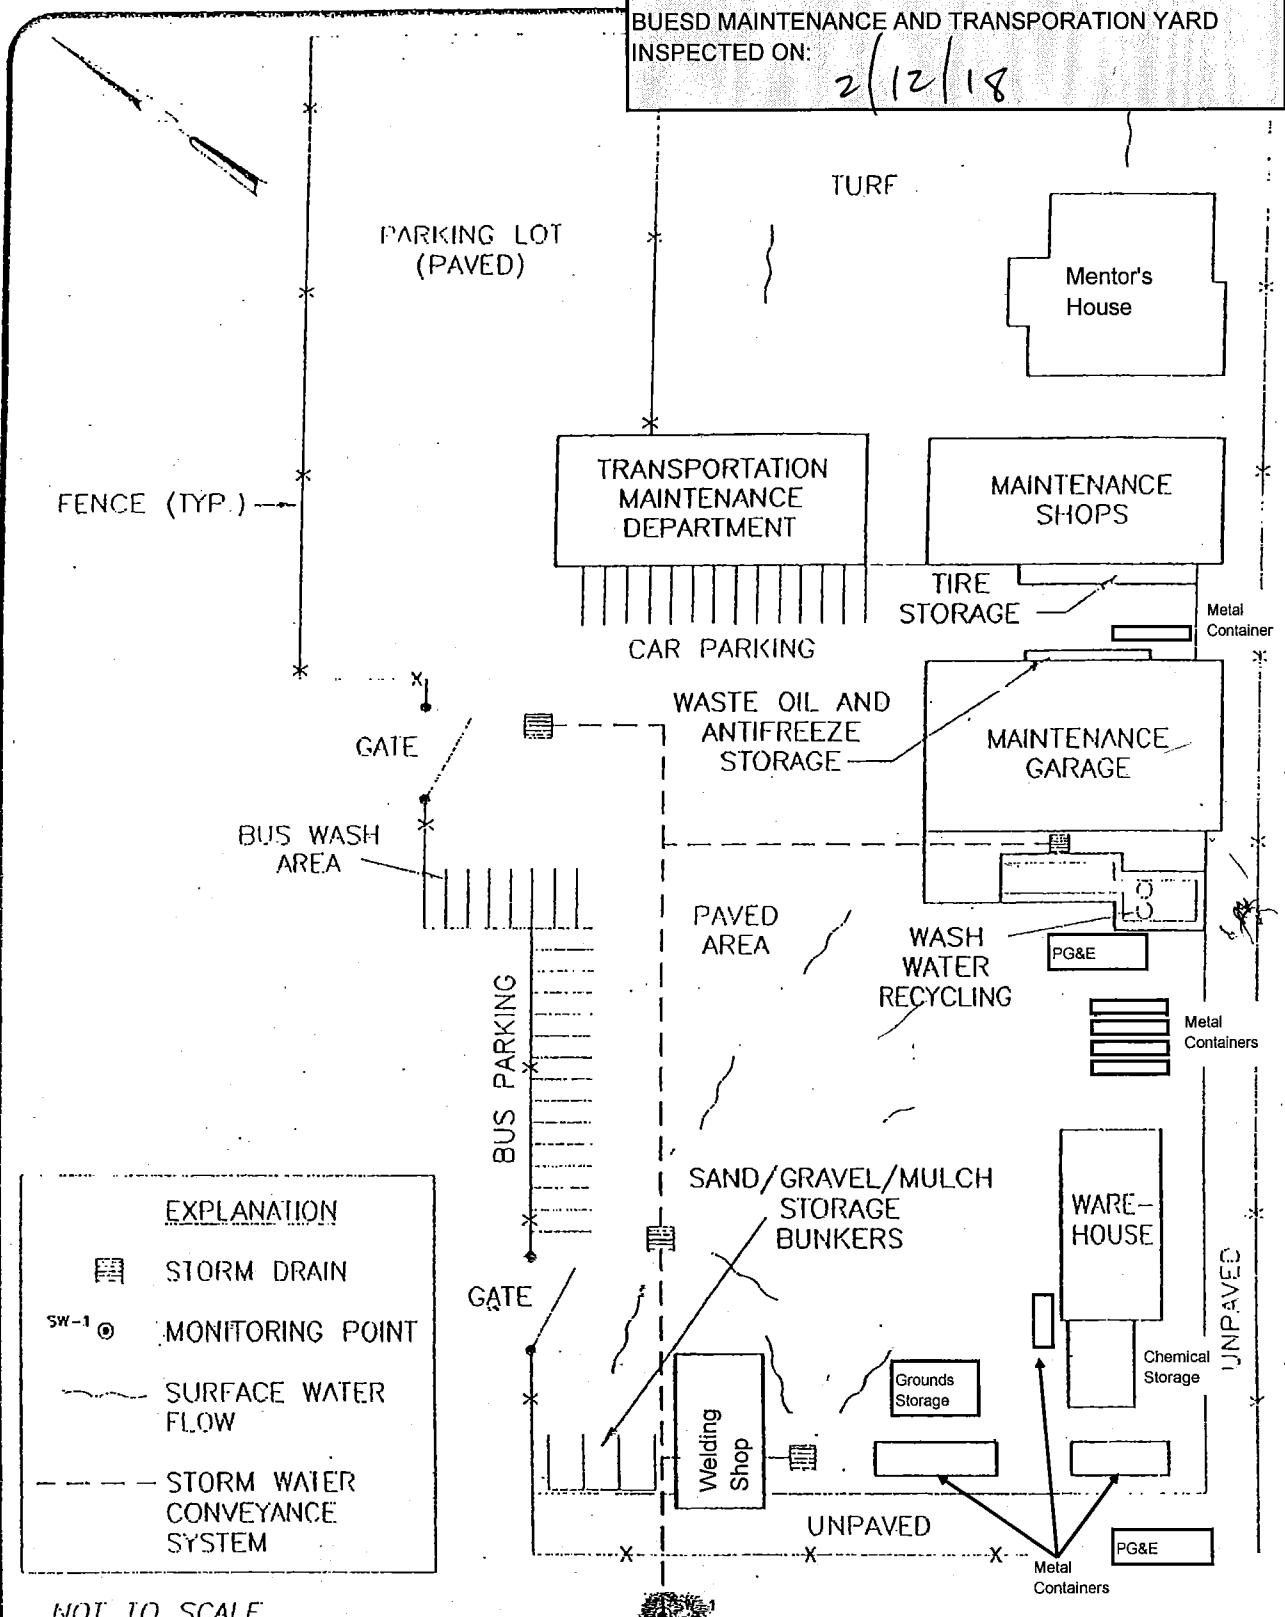 BUESD MAINTENANCE AND TRANSPORATION YARD
INSPECTED ON:
2/12/18
TURF
PARKING LOT
(PAVED)
Mentor's
House
TRANSPORTATION
MAINTENANCE
DEPARTMENT
MAINTENANCE
SHOPS
FENCE (TYP.)
TIRE
STORAGE
Metal
Container
CAR PARKING
WASTE OIL AND
ANTIFREEZE
STORAGE
GATE
MAINTENANCE
GARAGE
BUS WASH
AREA
PAVED
AREA
WASH
WATER
RECYCLING
PG&E
BUS PARKING
Metal
Containers
SAND/GRAVEL/MULCH
STORAGE
BUNKERS
WARE-
HOUSE
UNPAVED
GATE
Chemical
Storage
Grounds
Storage
Welding
Shop
UNPAVED
PG&E
Metal
Containers
EXPLANATION
STORM DRAIN
SW-1
MONITORING POINT
SURFACE WATER
FLOW
STORM WATER
CONVEYANCE
SYSTEM
NOT TO SCALE